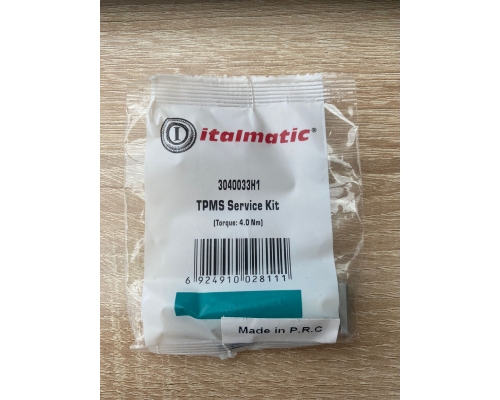 I italmatic®
3040033H1
TPMS Service Kit
(Torque: 4.0 Nm)
6 924910 028111
Made in P.R.C